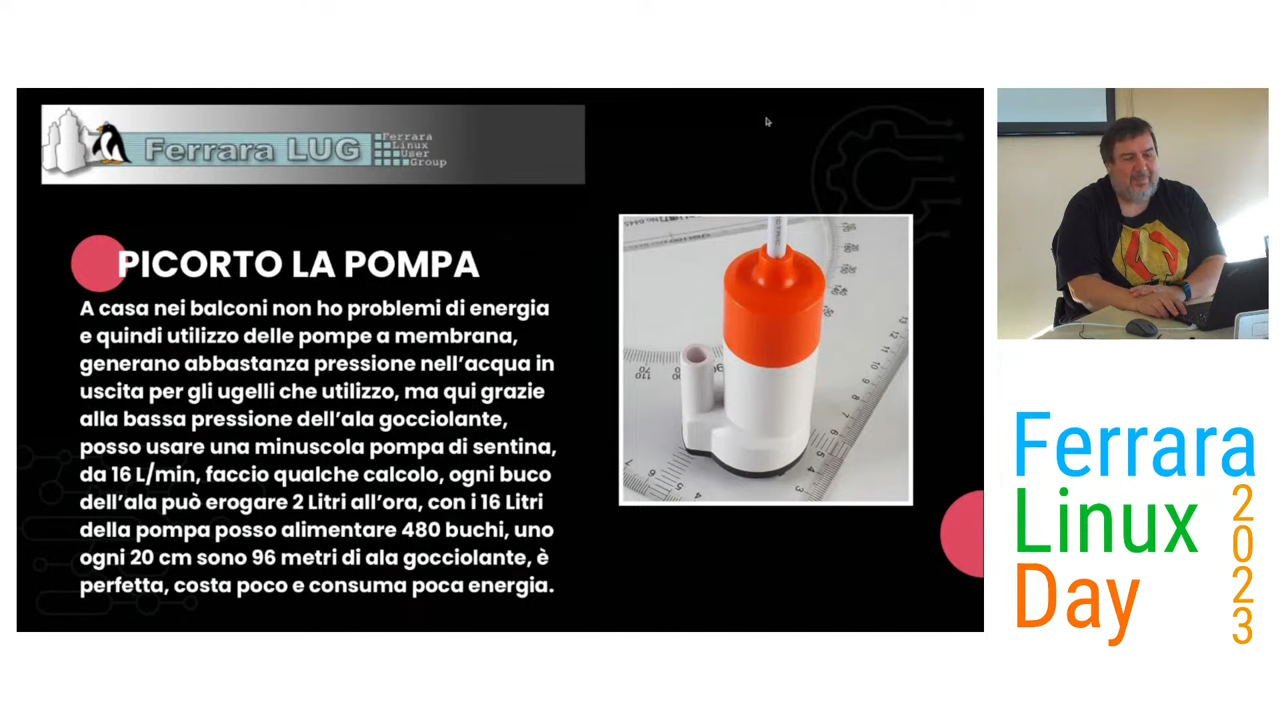 Ferrara LUG
Ferrara
Linux
User
Group
PICORTO LA POMPA
A casa nei balconi non ho problemi di energia
e quindi utilizzo delle pompe a membrana,
generano abbastanza pressione nell'acqua in
uscita per gli ugelli che utilizzo, ma qui grazie
alla bassa pressione dell'ala gocciolante,
posso usare una minuscola pompa di sentina,
da 16 L/min, faccio qualche calcolo, ogni buco
dell'ala può erogare 2 Litri all'ora, con i 16 Litri
della pompa posso alimentare 480 buchi, uno
ogni 20 cm sono 96 metri di ala gocciolante, è
perfetta, costa poco e consuma poca energia.
Ferrara
Linux
Day
2023